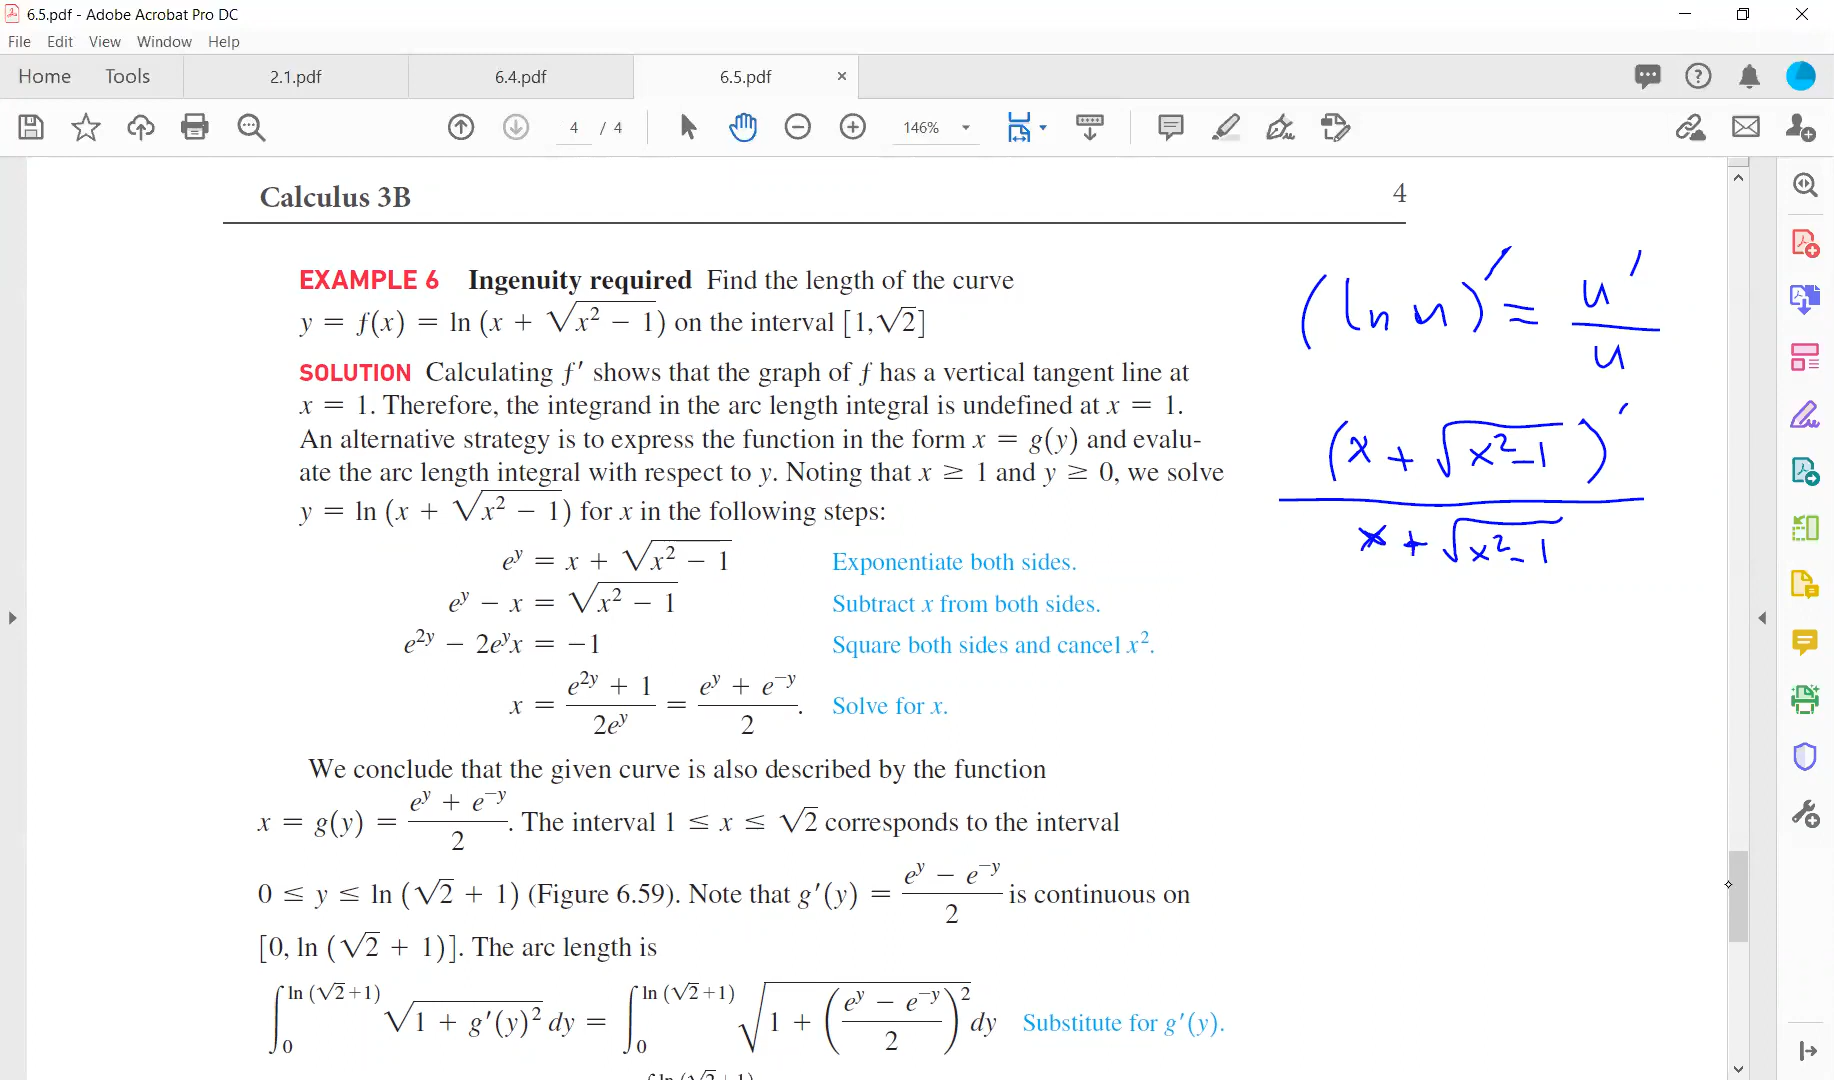 6.5.pdf - Adobe Acrobat Pro DC
File Edit View Window Help
Home Tools 2.1.pdf 6.4.pdf 6.5.pdf ×
4 / 4 146%
Calculus 3B 4
EXAMPLE 6 Ingenuity required Find the length of the curve
y = f(x) = ln (x + √(x² − 1)) on the interval [1, √2]
SOLUTION Calculating f′ shows that the graph of f has a vertical tangent line at
x = 1. Therefore, the integrand in the arc length integral is undefined at x = 1.
An alternative strategy is to express the function in the form x = g(y) and evalu-
ate the arc length integral with respect to y. Noting that x ≥ 1 and y ≥ 0, we solve
y = ln (x + √(x² − 1)) for x in the following steps:
e^y = x + √(x² − 1) Exponentiate both sides.
e^y − x = √(x² − 1) Subtract x from both sides.
e^(2y) − 2e^y x = −1 Square both sides and cancel x².
x = (e^(2y) + 1)/(2e^y) = (e^y + e^(−y))/2. Solve for x.
We conclude that the given curve is also described by the function
x = g(y) = (e^y + e^(−y))/2. The interval 1 ≤ x ≤ √2 corresponds to the interval
0 ≤ y ≤ ln (√2 + 1) (Figure 6.59). Note that g′(y) = (e^y − e^(−y))/2 is continuous on
[0, ln (√2 + 1)]. The arc length is
∫_0^(ln (√2+1)) √(1 + g′(y)²) dy = ∫_0^(ln (√2+1)) √(1 + ((e^y − e^(−y))/2)²) dy Substitute for g′(y).
(ln u)′ = u′/u
(x + √(x²−1))′
x + √(x²−1)